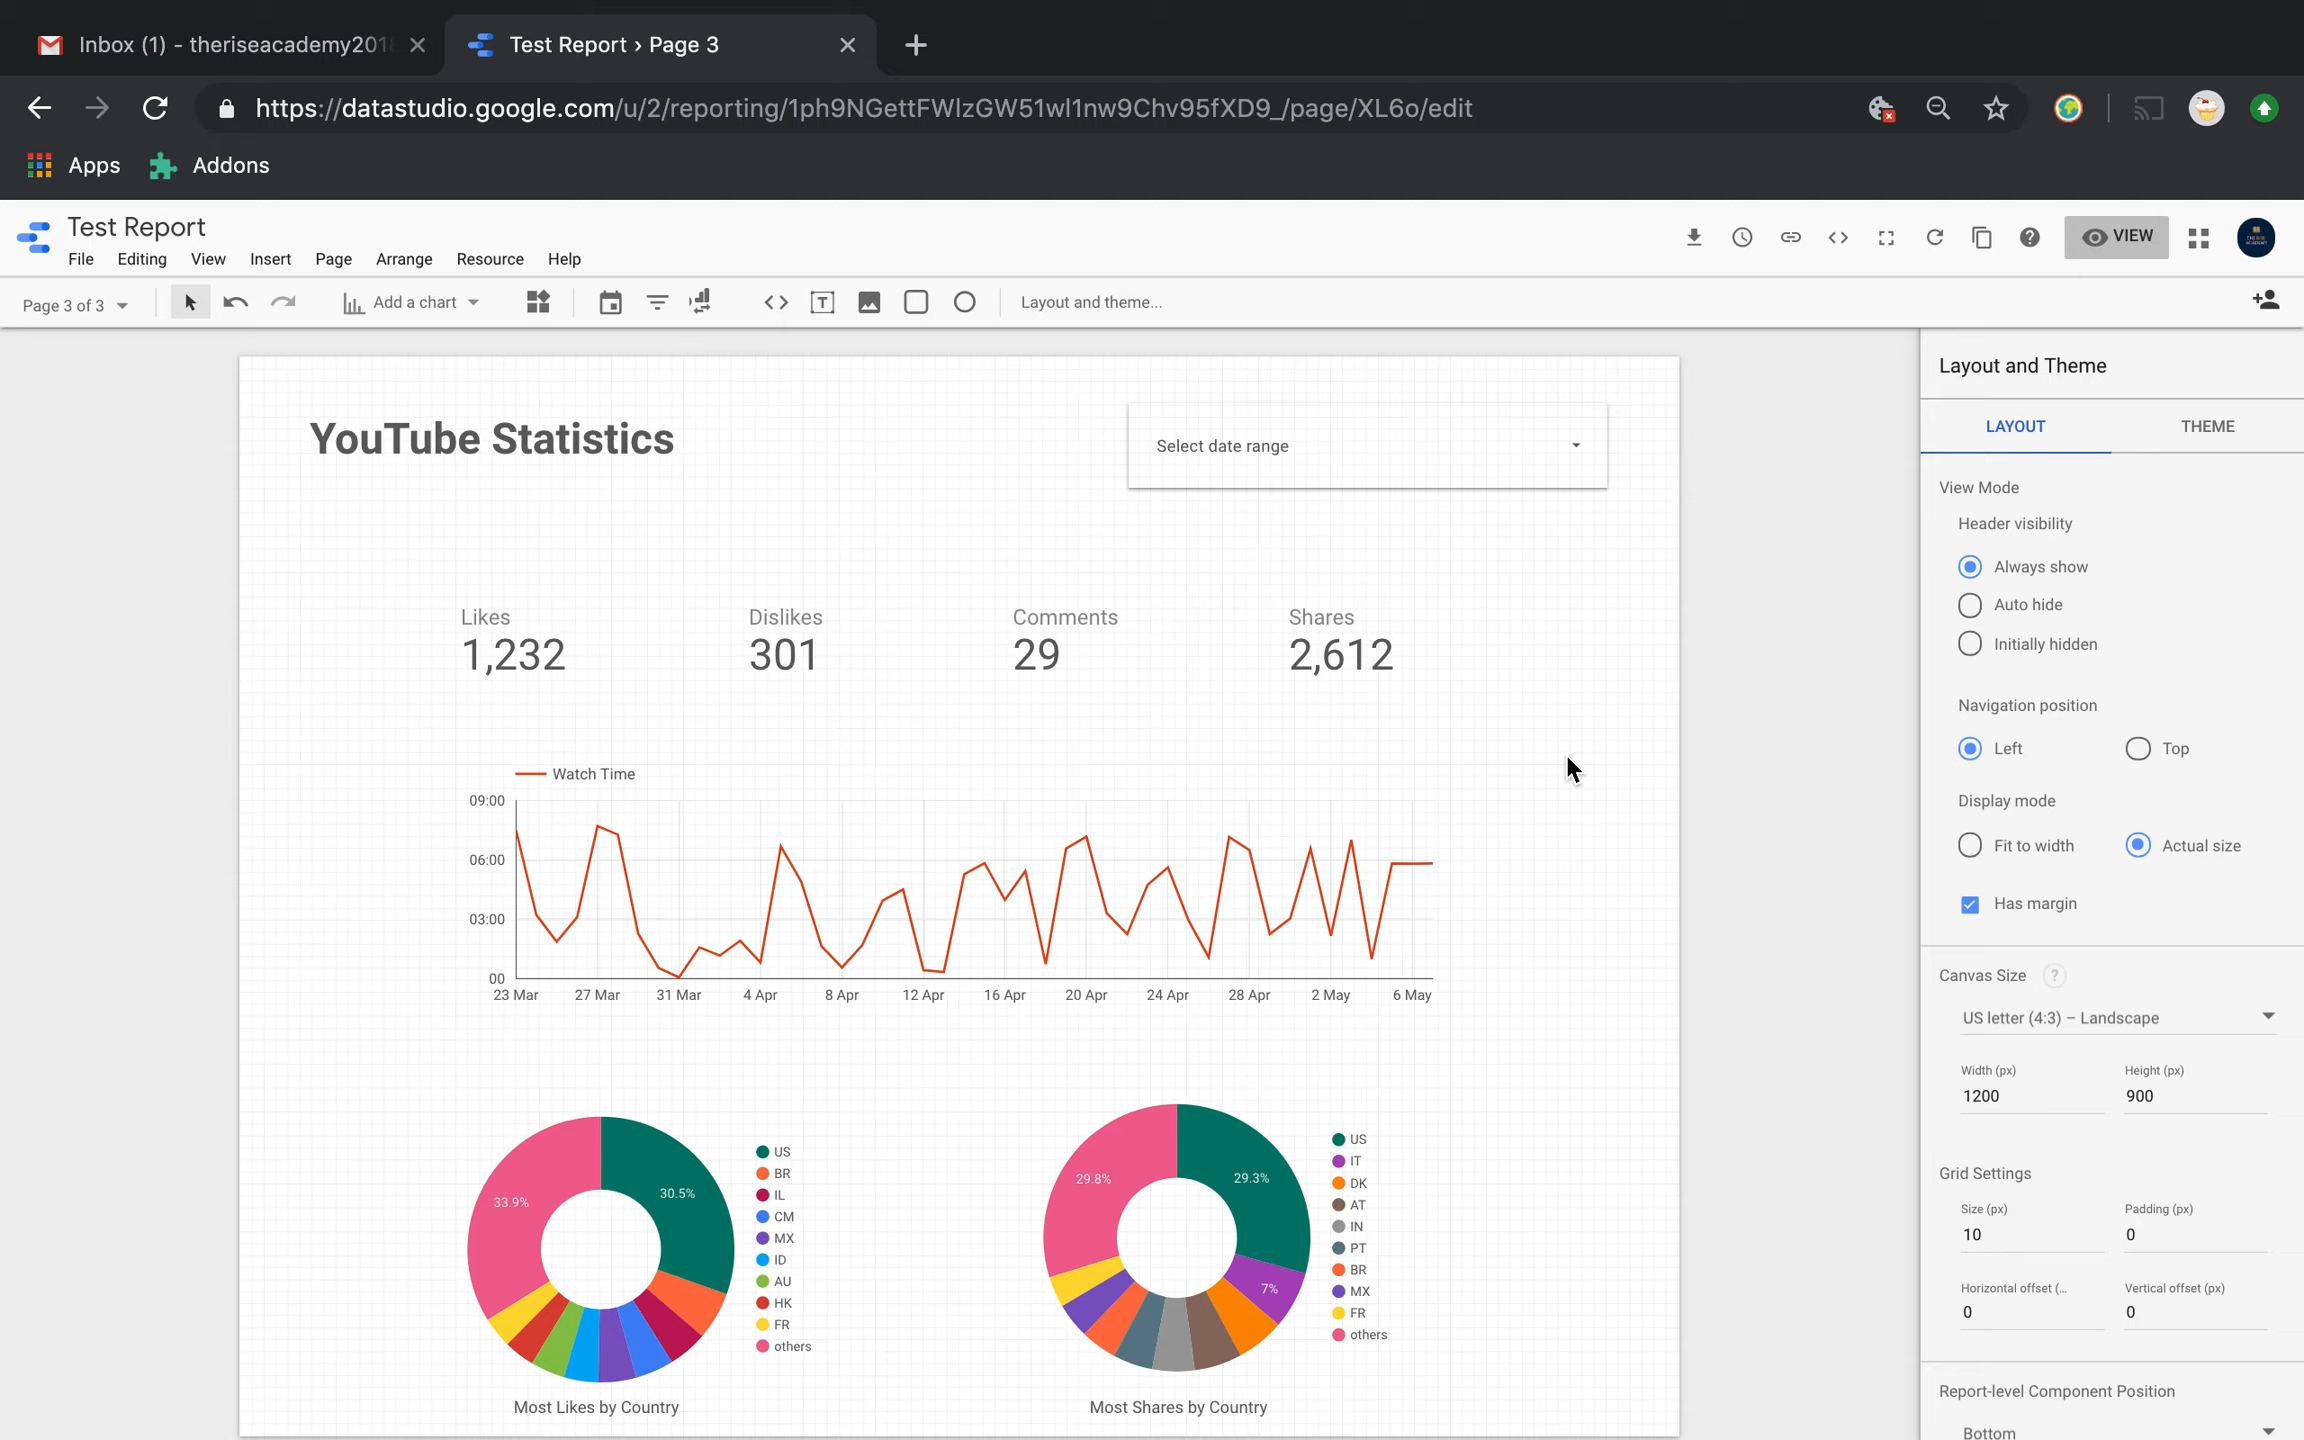 Inbox (1) - theriseacademy201
Test Report › Page 3
https://datastudio.google.com/u/2/reporting/1ph9NGettFWlzGW51wl1nw9Chv95fXD9_/page/XL6o/edit
Apps
Addons
Test Report
File Editing View Insert Page Arrange Resource Help
VIEW
Page 3 of 3
Add a chart
Layout and theme...
YouTube Statistics
Select date range
Likes
1,232
Dislikes
301
Comments
29
Shares
2,612
Watch Time
09:00
06:00
03:00
00
23 Mar 27 Mar 31 Mar 4 Apr 8 Apr 12 Apr 16 Apr 20 Apr 24 Apr 28 Apr 2 May 6 May
33.9%
30.5%
US
BR
IL
CM
MX
ID
AU
HK
FR
others
Most Likes by Country
29.8%
29.3%
7%
US
IT
DK
AT
IN
PT
BR
MX
FR
others
Most Shares by Country
Layout and Theme
LAYOUT THEME
View Mode
Header visibility
Always show
Auto hide
Initially hidden
Navigation position
Left Top
Display mode
Fit to width Actual size
Has margin
Canvas Size ?
US letter (4:3) – Landscape
Width (px) Height (px)
1200 900
Grid Settings
Size (px) Padding (px)
10 0
Horizontal offset (... Vertical offset (px)
0 0
Report-level Component Position
Bottom